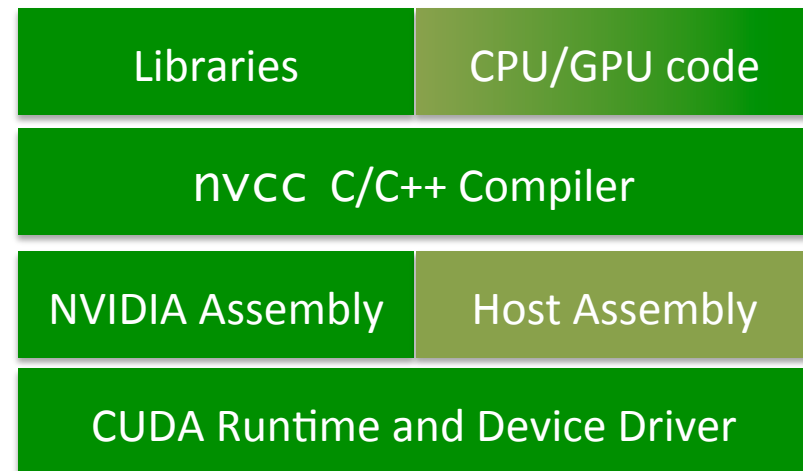 Libraries
CPU/GPU code
nvcc C/C++ Compiler
NVIDIA Assembly
Host Assembly
CUDA Runtime and Device Driver